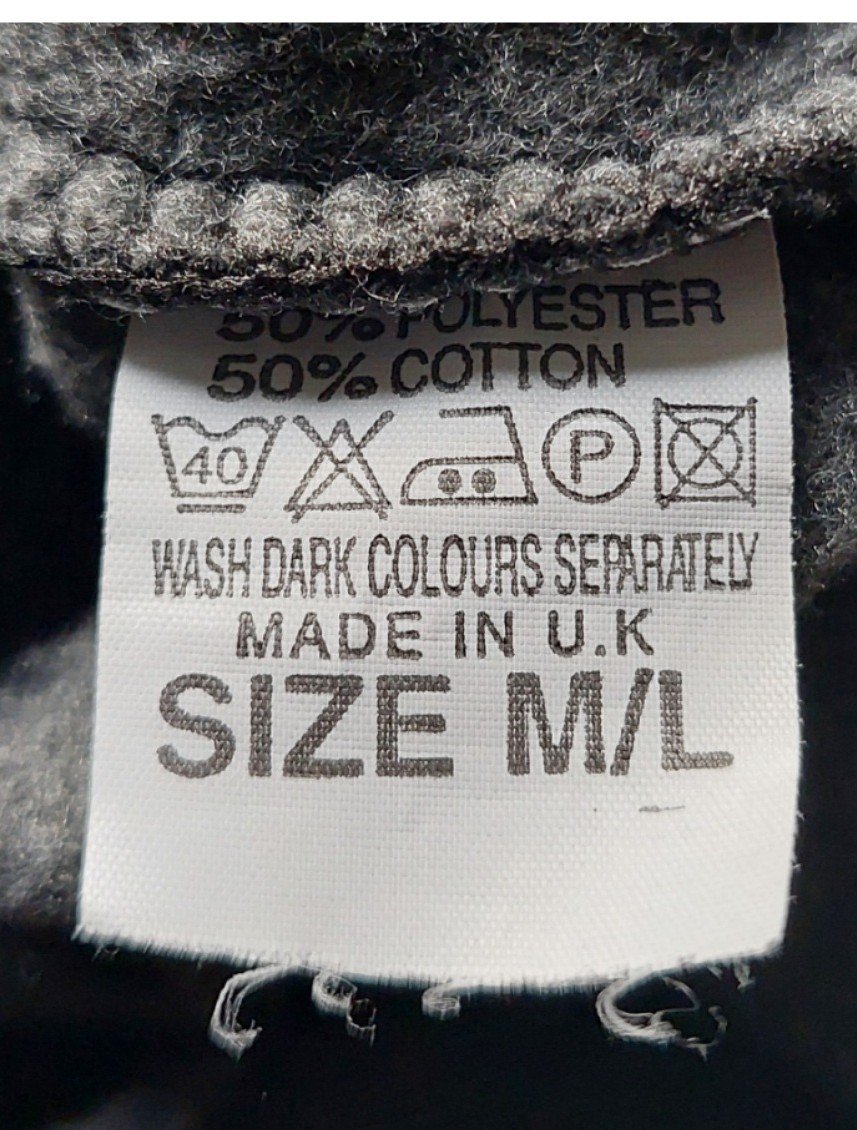 50% POLYESTER
50% COTTON
40 P
WASH DARK COLOURS SEPARATELY
MADE IN U.K
SIZE M/L